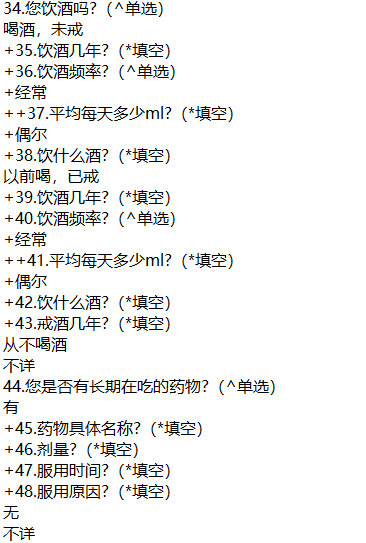 34.您饮酒吗?（^单选）
喝酒，未戒
+35.饮酒几年?（*填空）
+36.饮酒频率?（^单选）
+经常
++37.平均每天多少ml?（*填空）
+偶尔
+38.饮什么酒?（*填空）
以前喝，已戒
+39.饮酒几年?（*填空）
+40.饮酒频率?（^单选）
+经常
++41.平均每天多少ml?（*填空）
+偶尔
+42.饮什么酒?（*填空）
+43.戒酒几年?（*填空）
从不喝酒
不详
44.您是否有长期在吃的药物?（^单选）
有
+45.药物具体名称?（*填空）
+46.剂量?（*填空）
+47.服用时间?（*填空）
+48.服用原因?（*填空）
无
不详